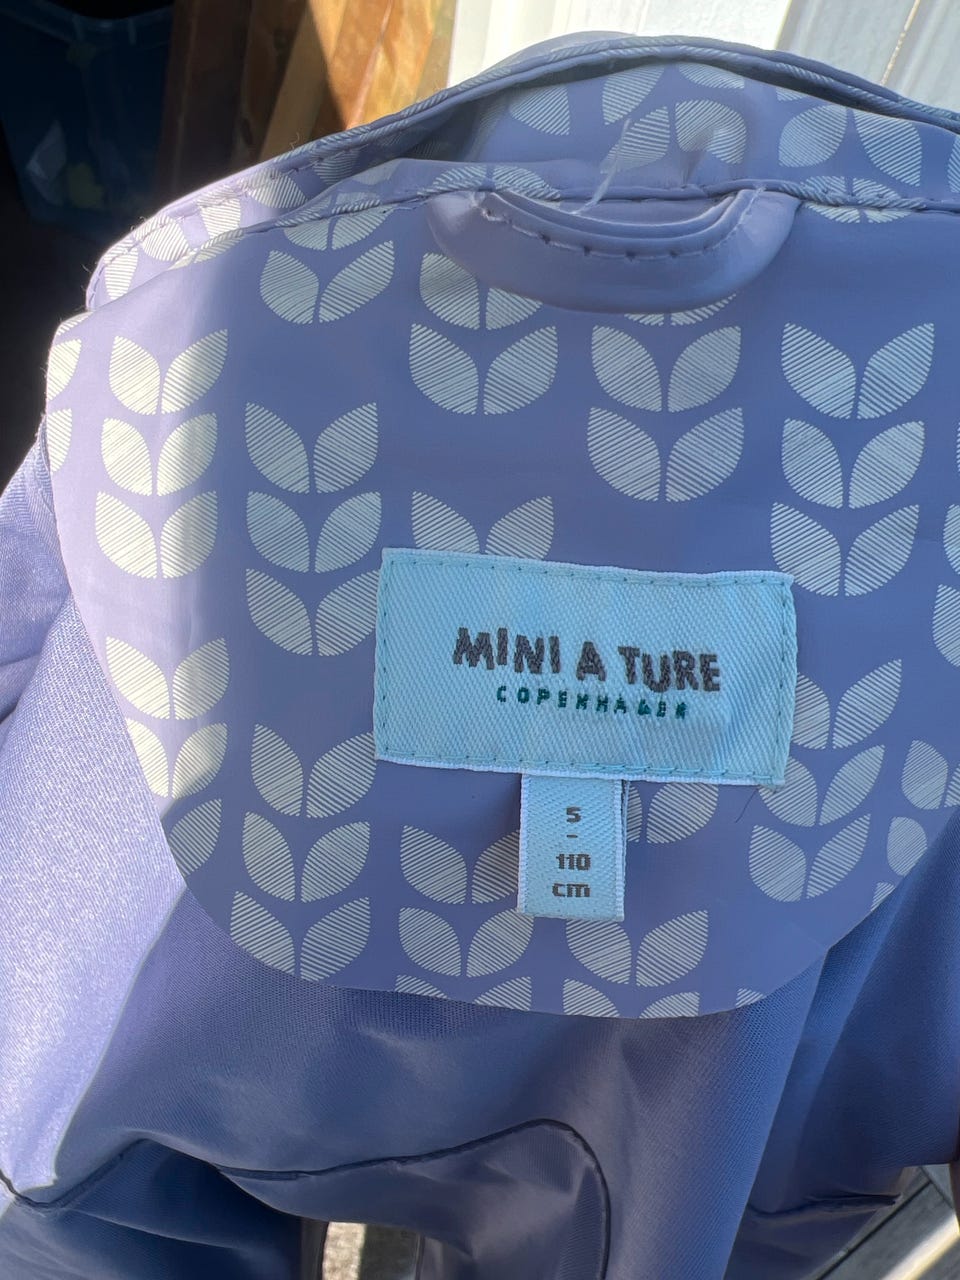 MINI A TURE
COPENHAGEN
5
-
110
cm